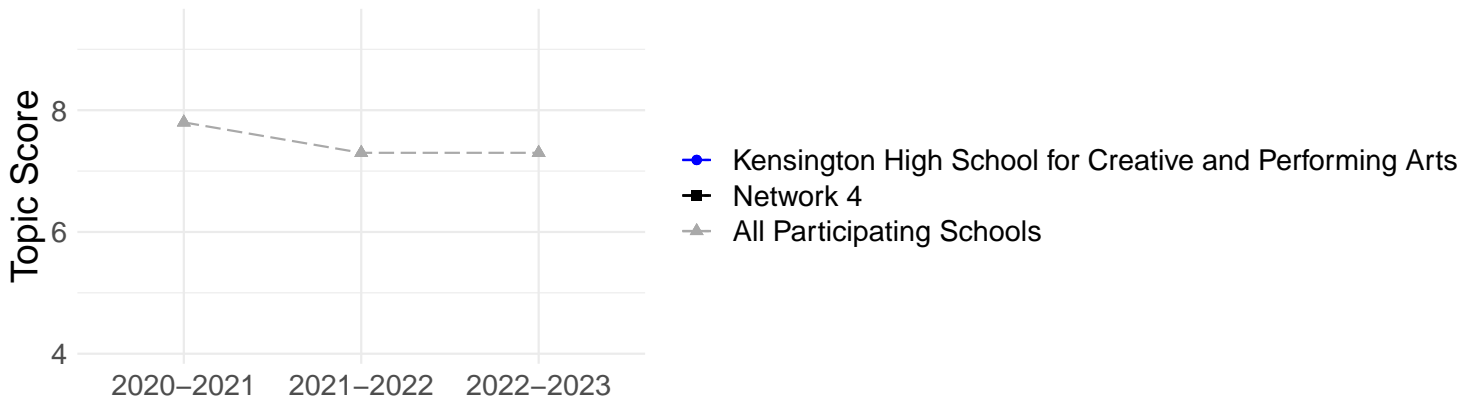 Topic Score
8
6
4
2020–2021 2021–2022 2022–2023
Kensington High School for Creative and Performing Arts
Network 4
All Participating Schools